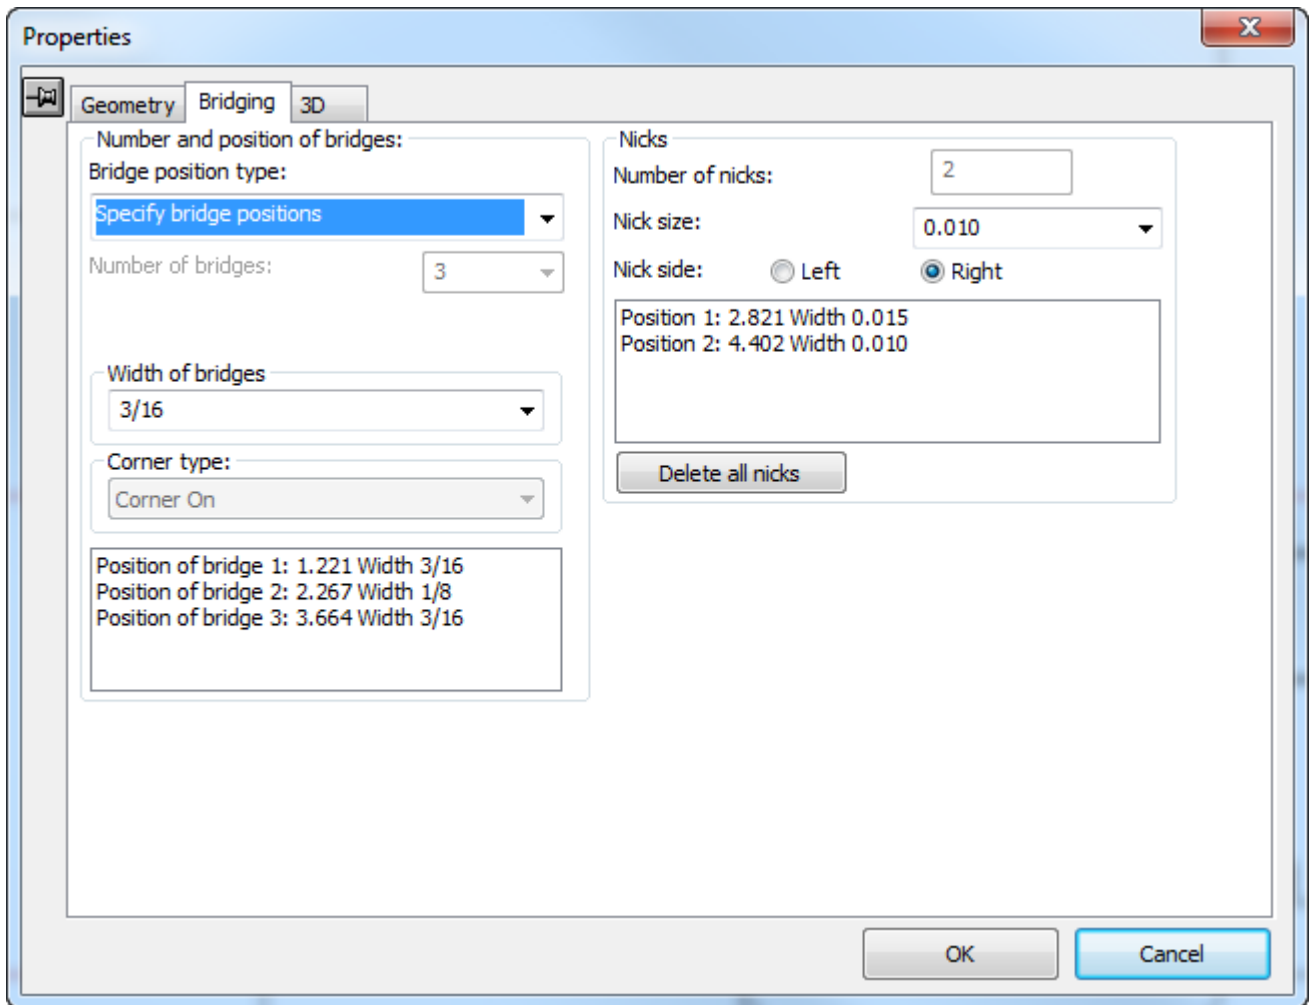 Properties
Geometry
Bridging
3D
Number and position of bridges:
Bridge position type:
Specify bridge positions
Number of bridges:
3
Width of bridges
3/16
Corner type:
Corner On
Position of bridge 1: 1.221 Width 3/16
Position of bridge 2: 2.267 Width 1/8
Position of bridge 3: 3.664 Width 3/16
Nicks
Number of nicks:
2
Nick size:
0.010
Nick side:
Left
Right
Position 1: 2.821 Width 0.015
Position 2: 4.402 Width 0.010
Delete all nicks
OK
Cancel